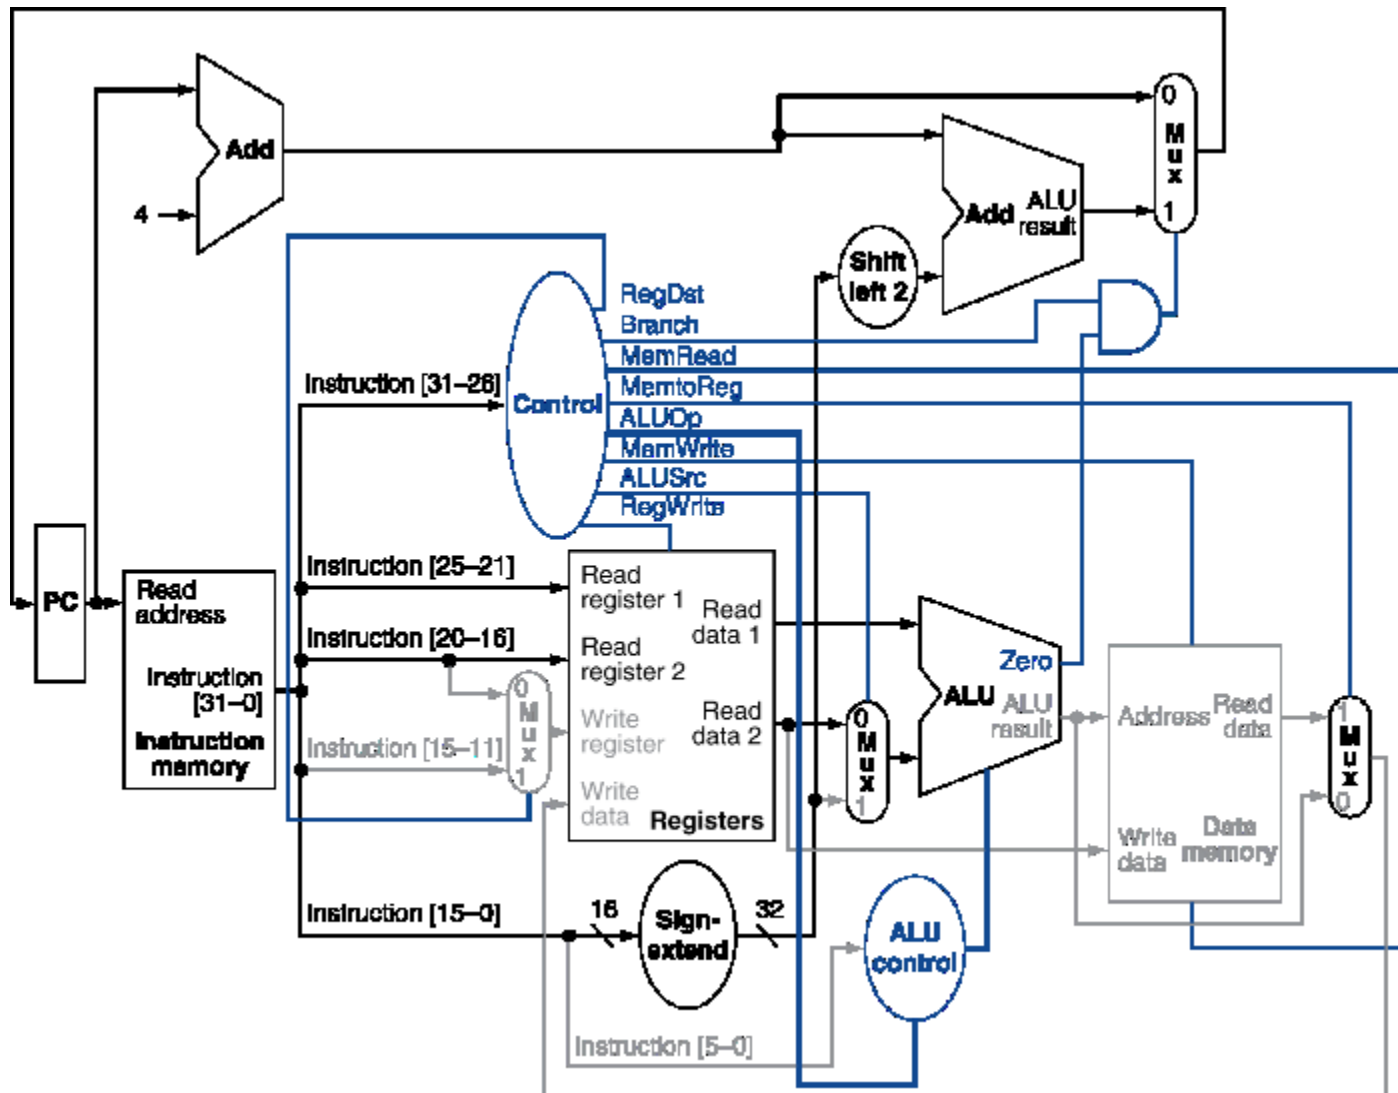 0
M
u
x
1
Add
4
Add
ALU
result
Shift
left 2
RegDst
Branch
MemRead
MemtoReg
ALUOp
MemWrite
ALUSrc
RegWrite
Instruction [31–26]
Control
PC
Read
address
Instruction
[31–0]
Instruction
memory
Instruction [25–21]
Instruction [20–16]
Instruction [15–11]
0
M
u
x
1
Read
register 1
Read
register 2
Write
register
Write
data
Read
data 1
Read
data 2
Registers
0
M
u
x
1
Zero
ALU
ALU
result
Address
Read
data
Write
data
Data
memory
1
M
u
x
0
Instruction [15–0]
16
Sign-
extend
32
ALU
control
Instruction [5–0]